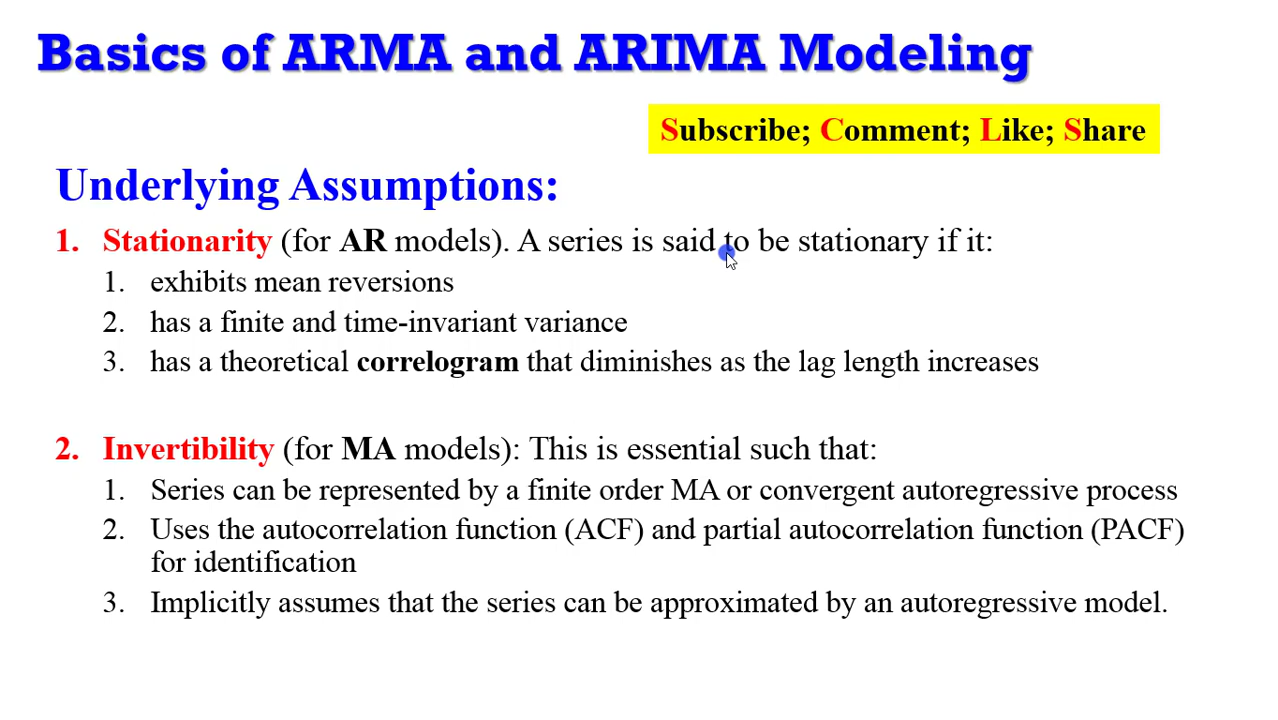 Basics of ARMA and ARIMA Modeling
Subscribe; Comment; Like; Share
Underlying Assumptions:
1. Stationarity (for AR models). A series is said to be stationary if it:
1. exhibits mean reversions
2. has a finite and time-invariant variance
3. has a theoretical correlogram that diminishes as the lag length increases
2. Invertibility (for MA models): This is essential such that:
1. Series can be represented by a finite order MA or convergent autoregressive process
2. Uses the autocorrelation function (ACF) and partial autocorrelation function (PACF)
for identification
3. Implicitly assumes that the series can be approximated by an autoregressive model.